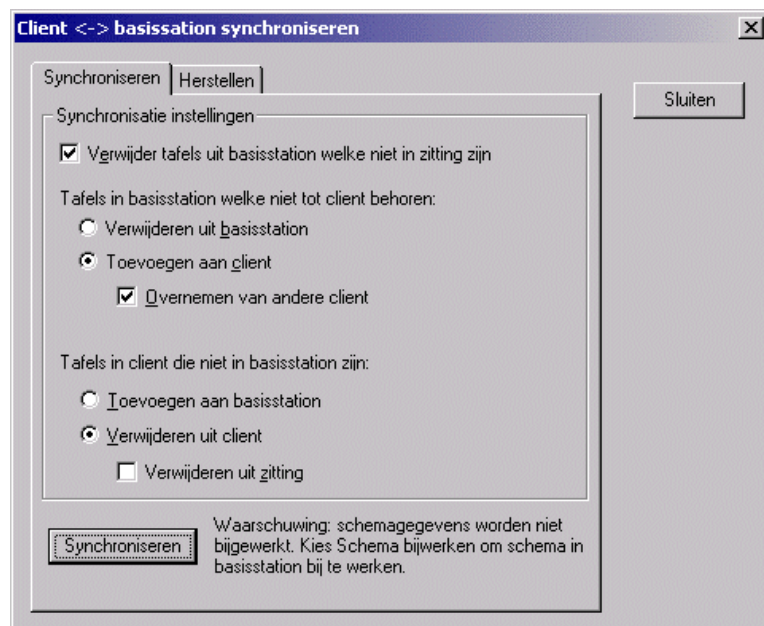 Client <-> basissation synchroniseren
Synchroniseren
Herstellen
Sluiten
Synchronisatie instellingen
Verwijder tafels uit basisstation welke niet in zitting zijn
Tafels in basisstation welke niet tot client behoren:
Verwijderen uit basisstation
Toevoegen aan client
Overnemen van andere client
Tafels in client die niet in basisstation zijn:
Toevoegen aan basisstation
Verwijderen uit client
Verwijderen uit zitting
Synchroniseren
Waarschuwing: schemagegevens worden niet
bijgewerkt. Kies Schema bijwerken om schema in
basisstation bij te werken.